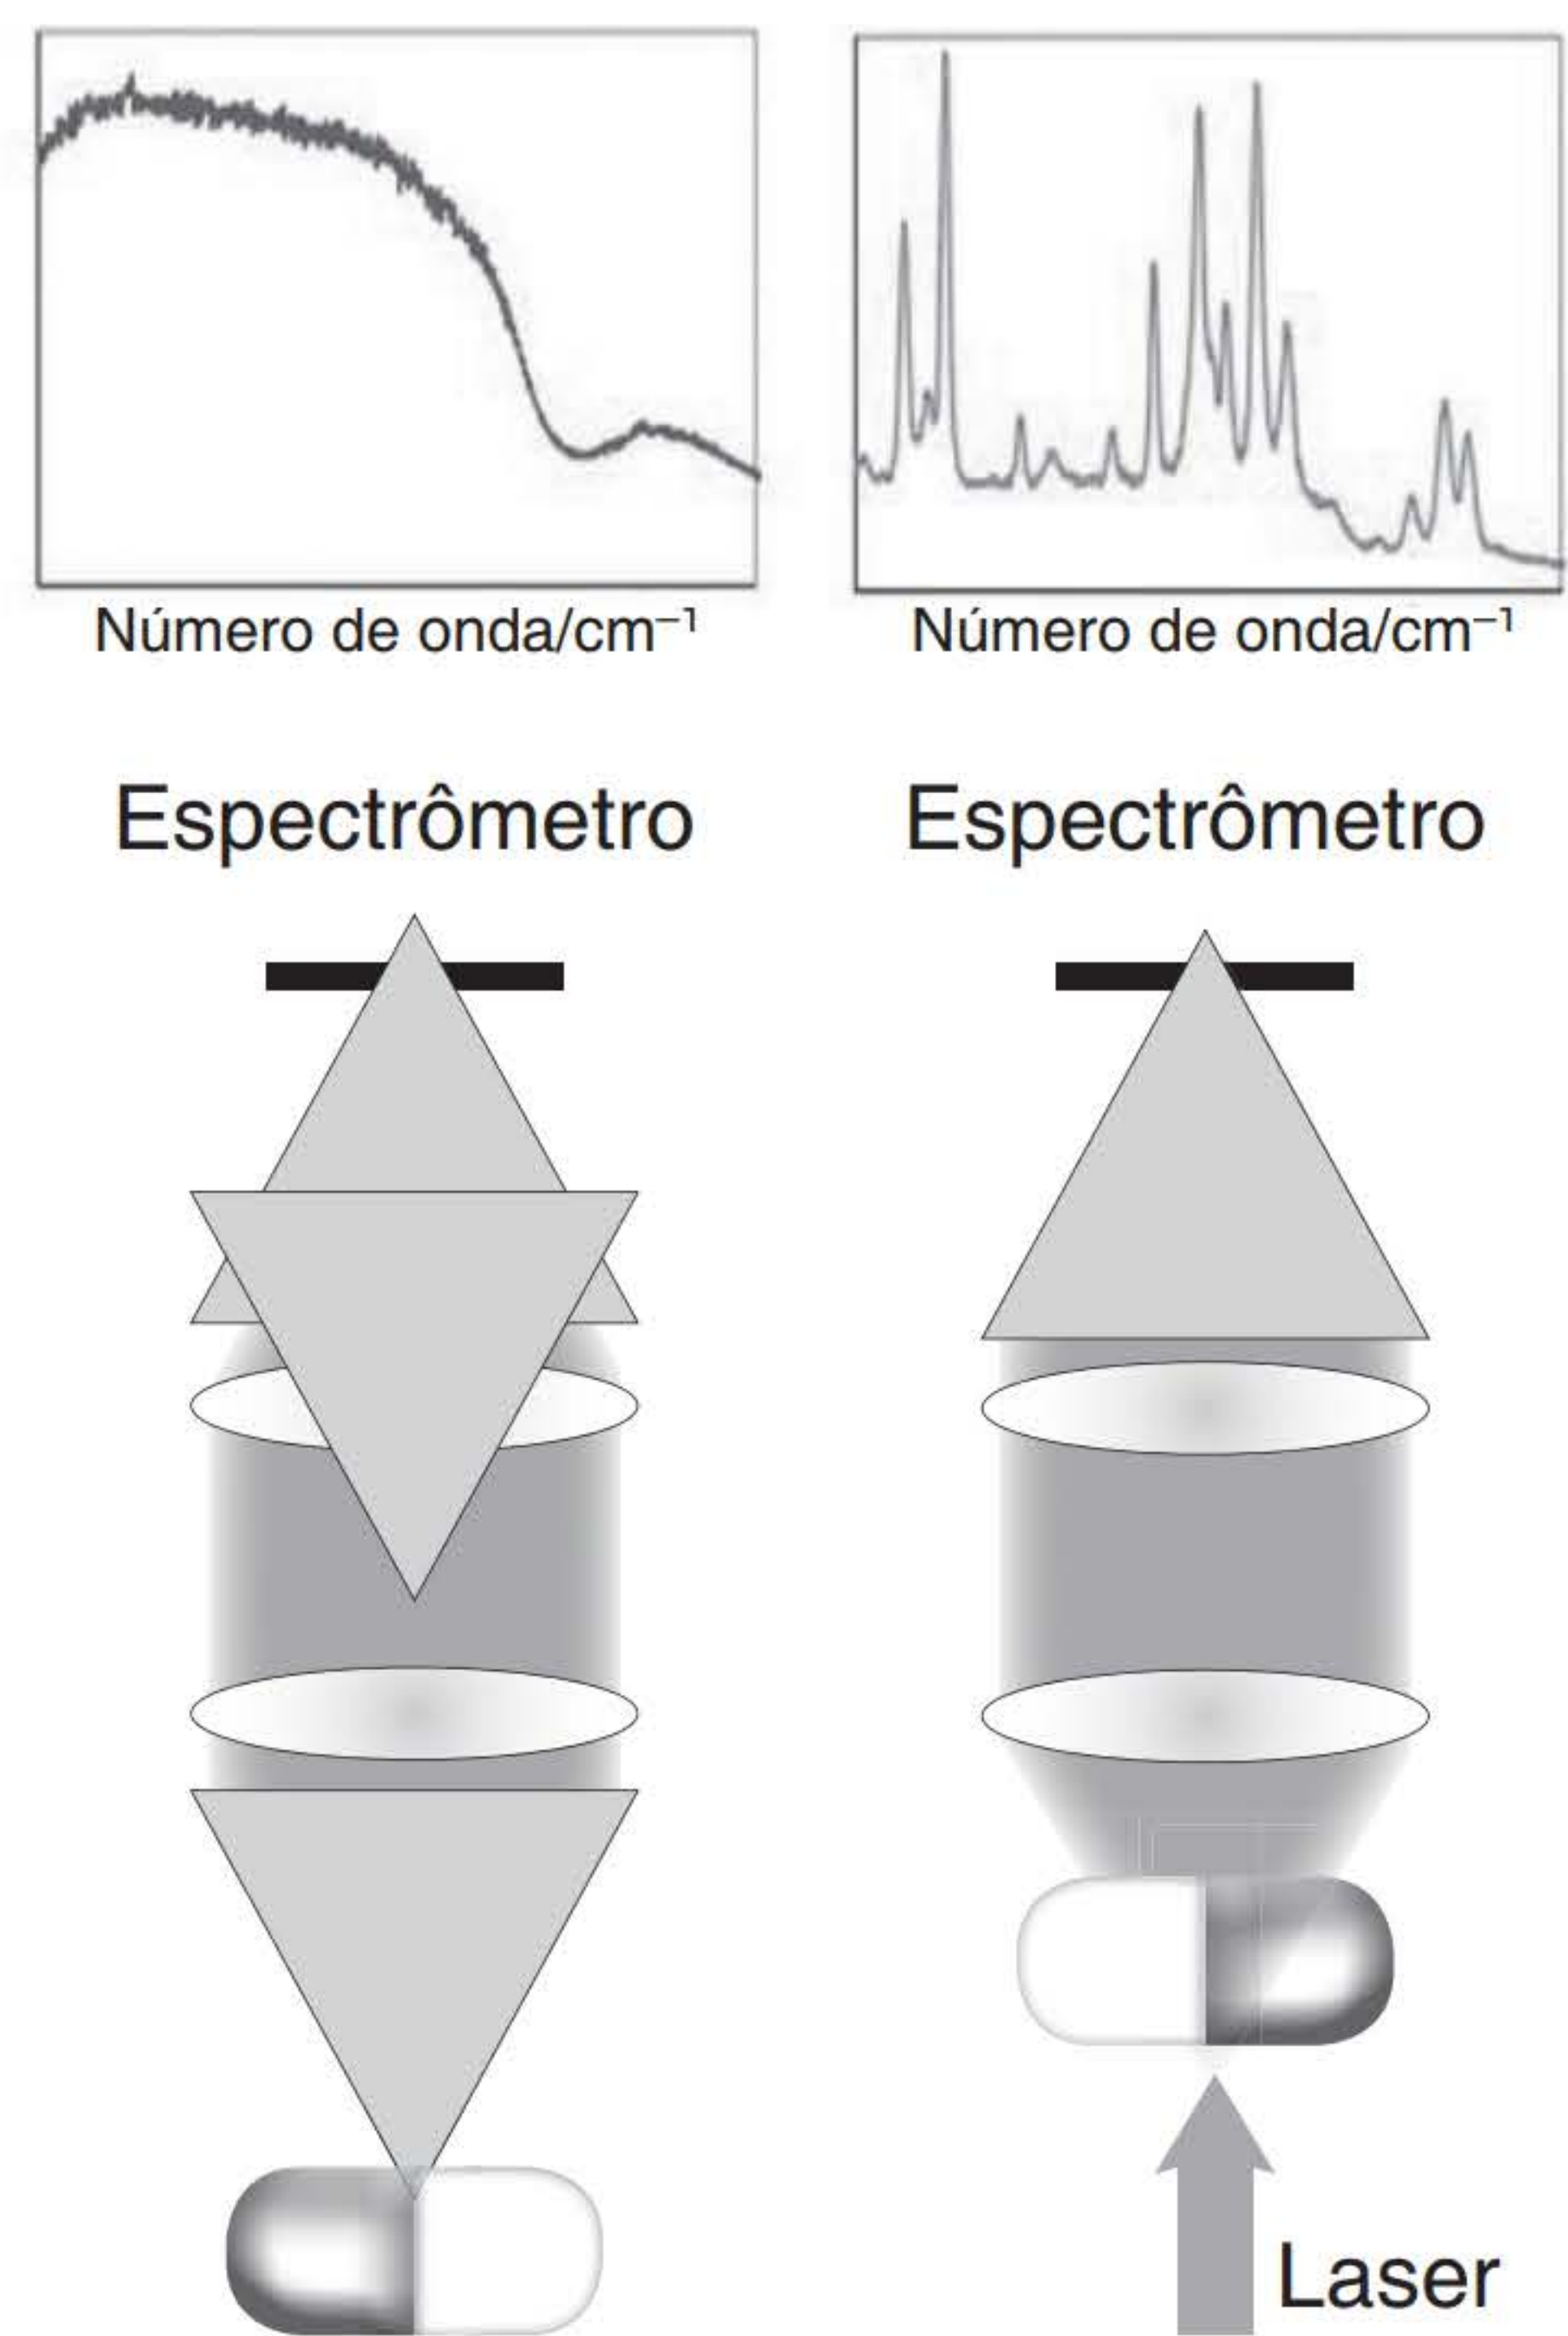 Número de onda/cm⁻¹
Número de onda/cm⁻¹
Espectrômetro
Espectrômetro
Laser